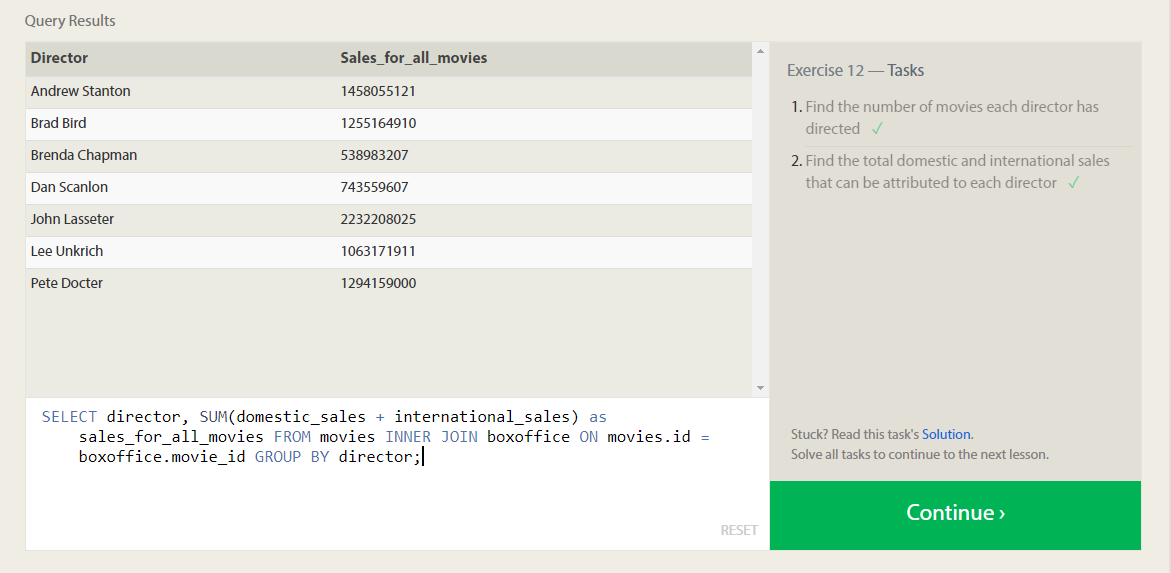 Query Results
Director Sales_for_all_movies
Andrew Stanton 1458055121
Brad Bird 1255164910
Brenda Chapman 538983207
Dan Scanlon 743559607
John Lasseter 2232208025
Lee Unkrich 1063171911
Pete Docter 1294159000
SELECT director, SUM(domestic_sales + international_sales) as
sales_for_all_movies FROM movies INNER JOIN boxoffice ON movies.id =
boxoffice.movie_id GROUP BY director;
RESET
Exercise 12 — Tasks
1. Find the number of movies each director has
directed ✓
2. Find the total domestic and international sales
that can be attributed to each director ✓
Stuck? Read this task's Solution.
Solve all tasks to continue to the next lesson.
Continue ›